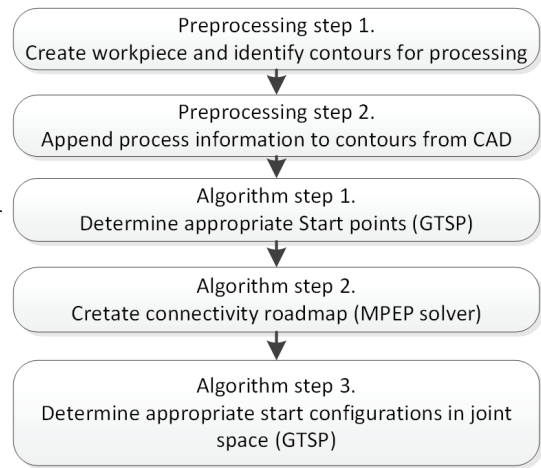 Preprocessing step 1.
Create workpiece and identify contours for processing
Preprocessing step 2.
Append process information to contours from CAD
Algorithm step 1.
Determine appropriate Start points (GTSP)
Algorithm step 2.
Cretate connectivity roadmap (MPEP solver)
Algorithm step 3.
Determine appropriate start configurations in joint
space (GTSP)